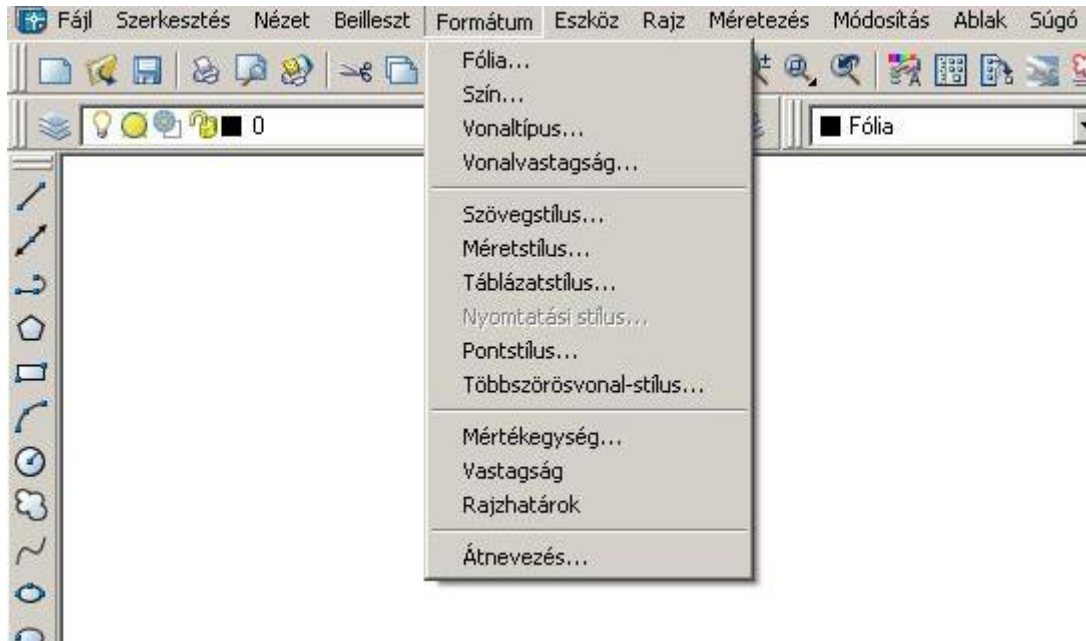 Fájl Szerkesztés Nézet Beilleszt Formátum Eszköz Rajz Méretezés Módosítás Ablak Súgó
0
Fólia
Fólia...
Szín...
Vonaltípus...
Vonalvastagság...
Szövegstílus...
Méretstílus...
Táblázatstílus...
Nyomtatási stílus...
Pontstílus...
Többszörösvonal-stílus...
Mértékegység...
Vastagság
Rajzhatárok
Átnevezés...